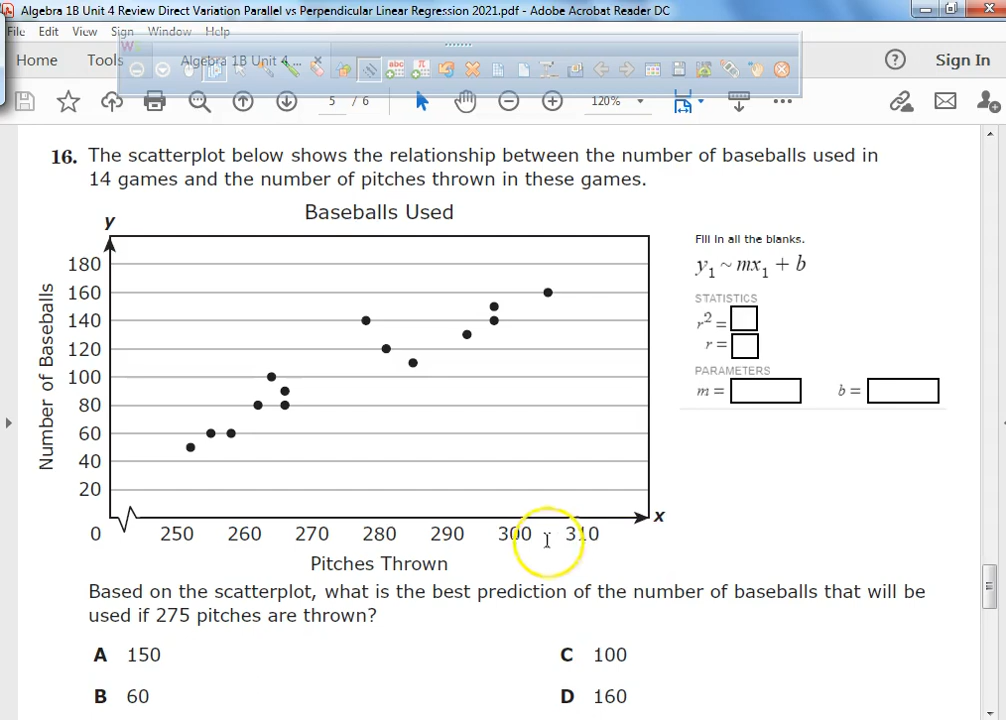 Algebra 1B Unit 4 Review Direct Variation Parallel vs Perpendicular Linear Regression 2021.pdf - Adobe Acrobat Reader DC
File Edit View Sign Window Help
Home Tools Algebra 1B Unit 4 ... × Sign In
5 / 6 120%
16. The scatterplot below shows the relationship between the number of baseballs used in
14 games and the number of pitches thrown in these games.
Baseballs Used
y
180
160
140
120
100
80
60
40
20
0 250 260 270 280 290 300 310 x
Number of Baseballs
Pitches Thrown
Fill in all the blanks.
y₁ ~ mx₁ + b
STATISTICS
r² =
r =
PARAMETERS
m = b =
Based on the scatterplot, what is the best prediction of the number of baseballs that will be
used if 275 pitches are thrown?
A 150 C 100
B 60 D 160